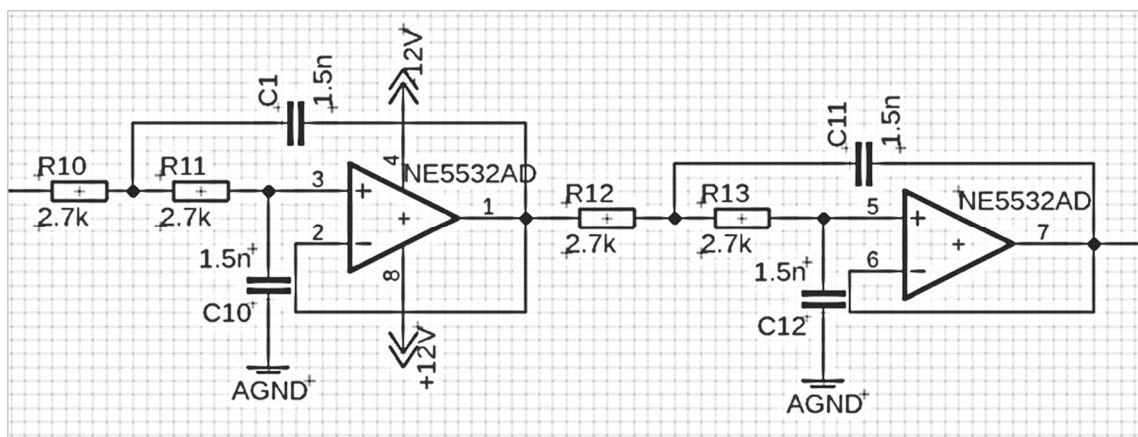 C1
1.5n
-12V
R10
R11
4
NE5532AD
3
2.7k
2.7k
1
2
1.5n
C10
8
+12V
AGND
C11
1.5n
R12
R13
NE5532AD
5
2.7k
2.7k
7
6
1.5n
C12
AGND